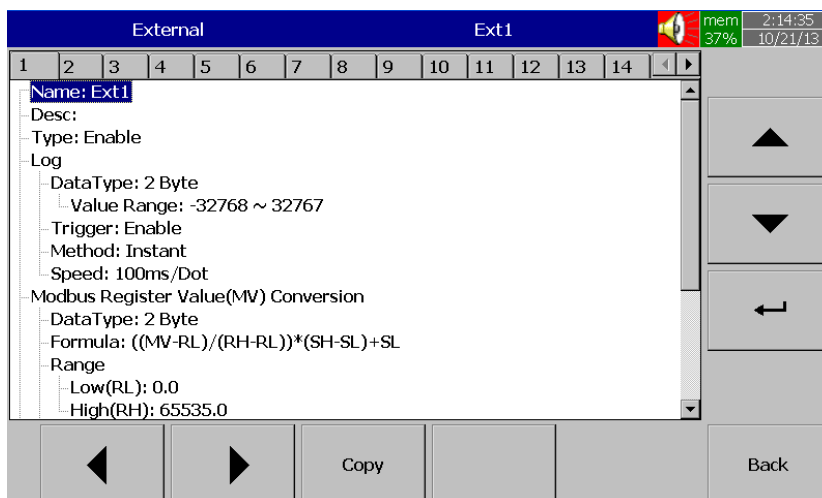 External Ext1 mem 2:14:35
37% 10/21/13
1 2 3 4 5 6 7 8 9 10 11 12 13 14
Name: Ext1
Desc:
Type: Enable
Log
DataType: 2 Byte
Value Range: -32768 ~ 32767
Trigger: Enable
Method: Instant
Speed: 100ms/Dot
Modbus Register Value(MV) Conversion
DataType: 2 Byte
Formula: ((MV-RL)/(RH-RL))*(SH-SL)+SL
Range
Low(RL): 0.0
High(RH): 65535.0
Copy Back